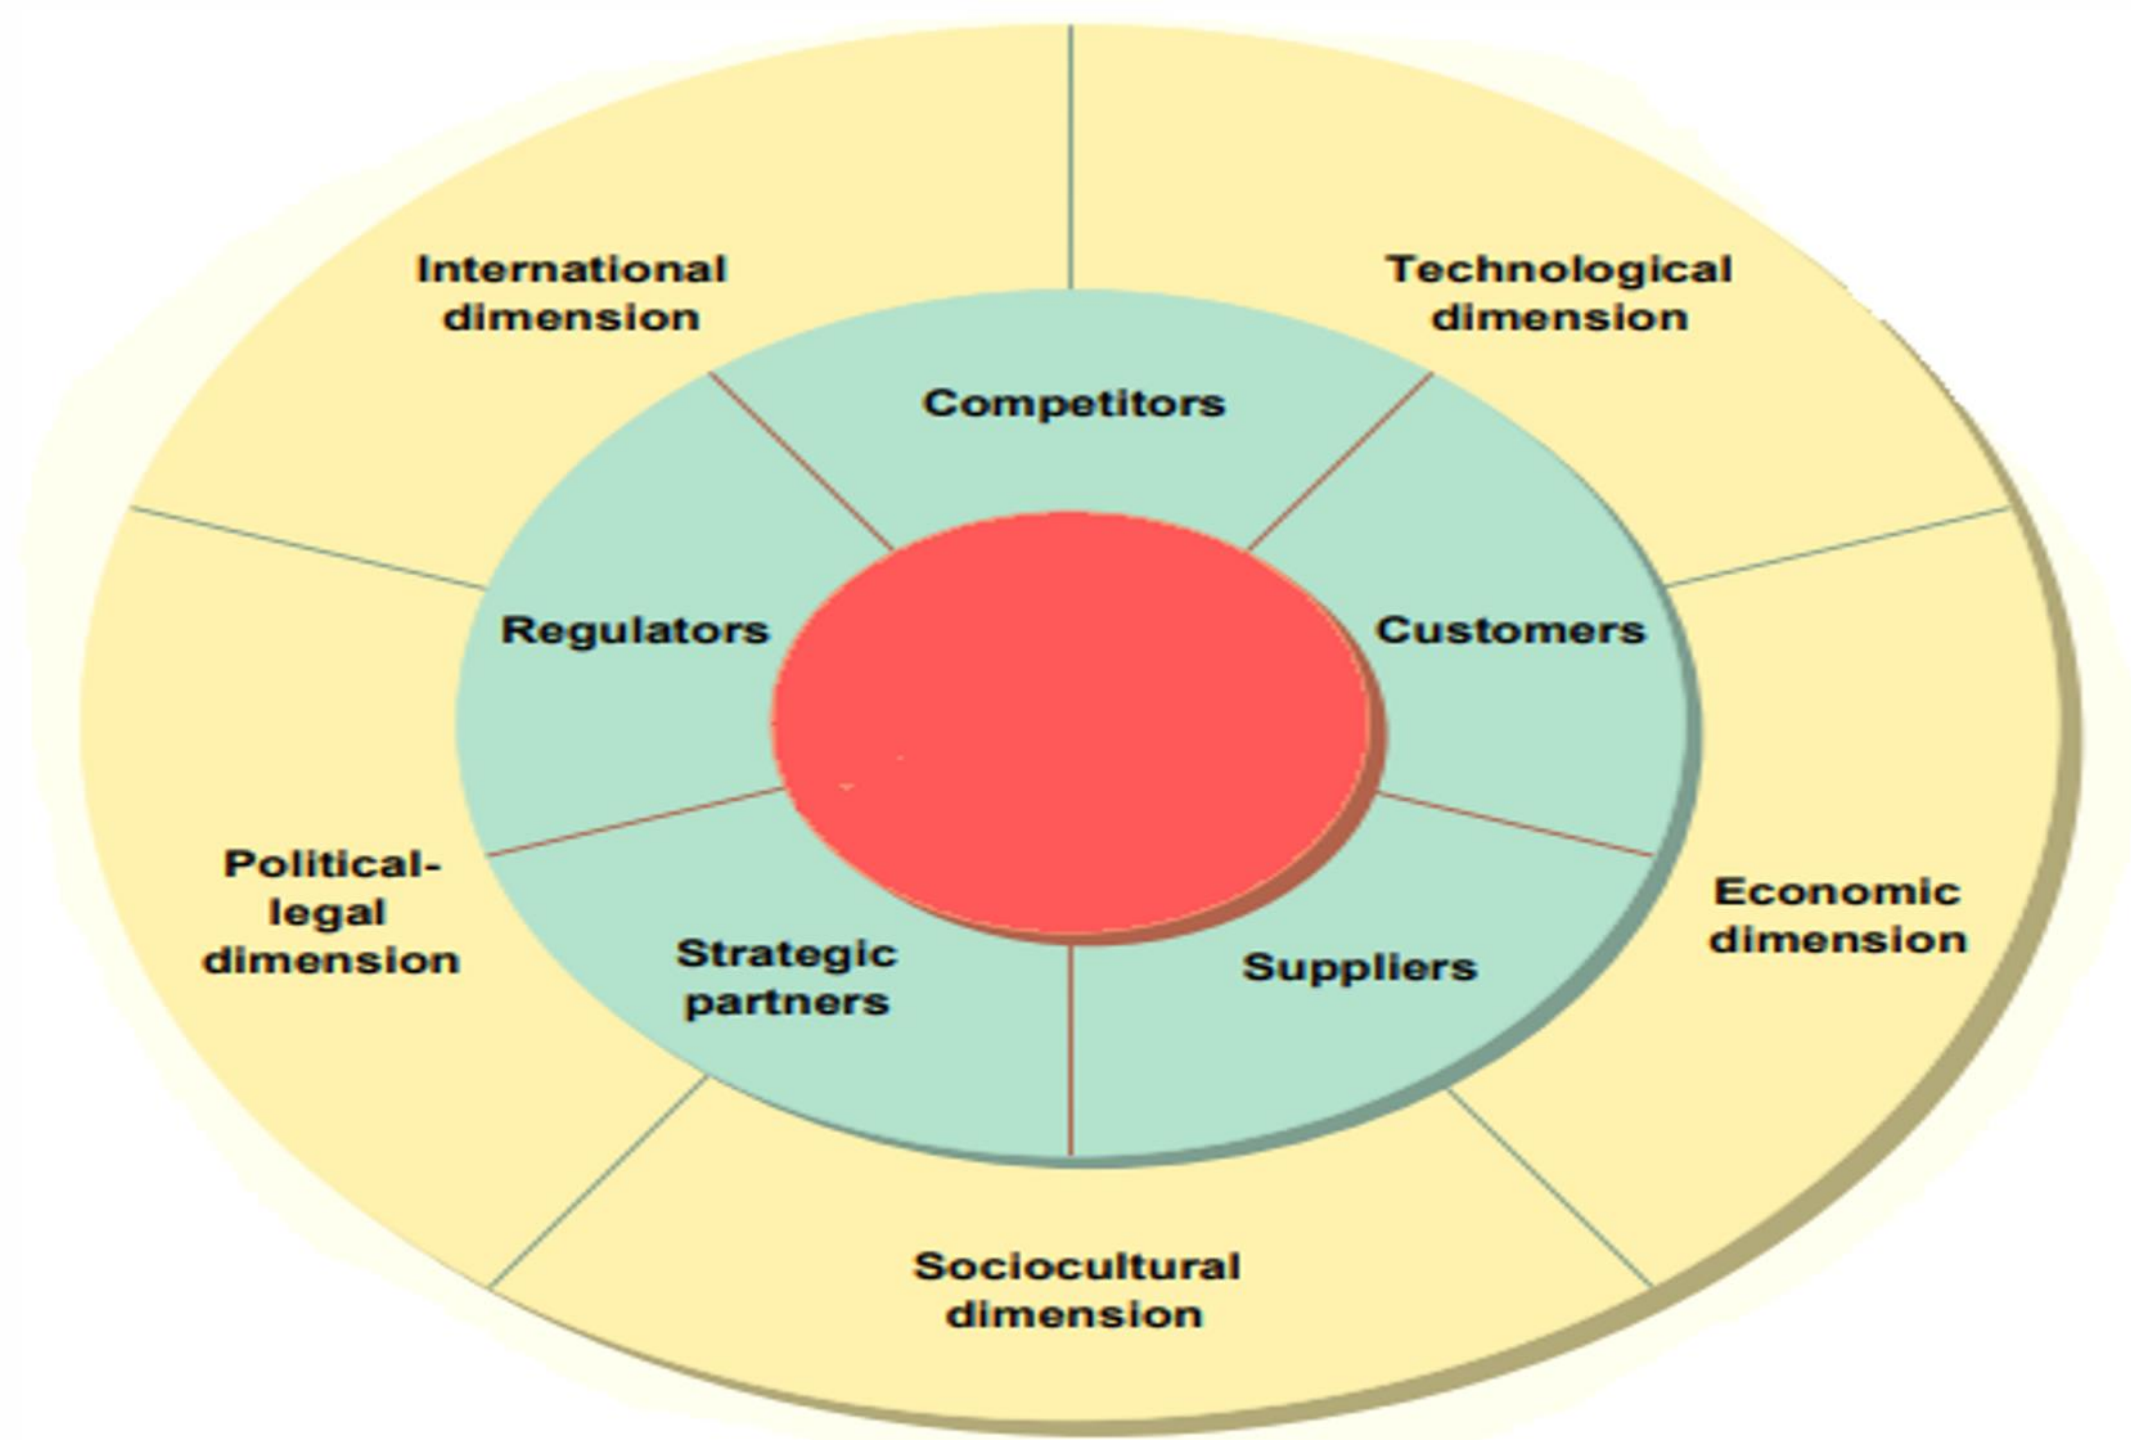 International
dimension
Technological
dimension
Competitors
Regulators
Customers
Political-
legal
dimension
Economic
dimension
Strategic
partners
Suppliers
Sociocultural
dimension